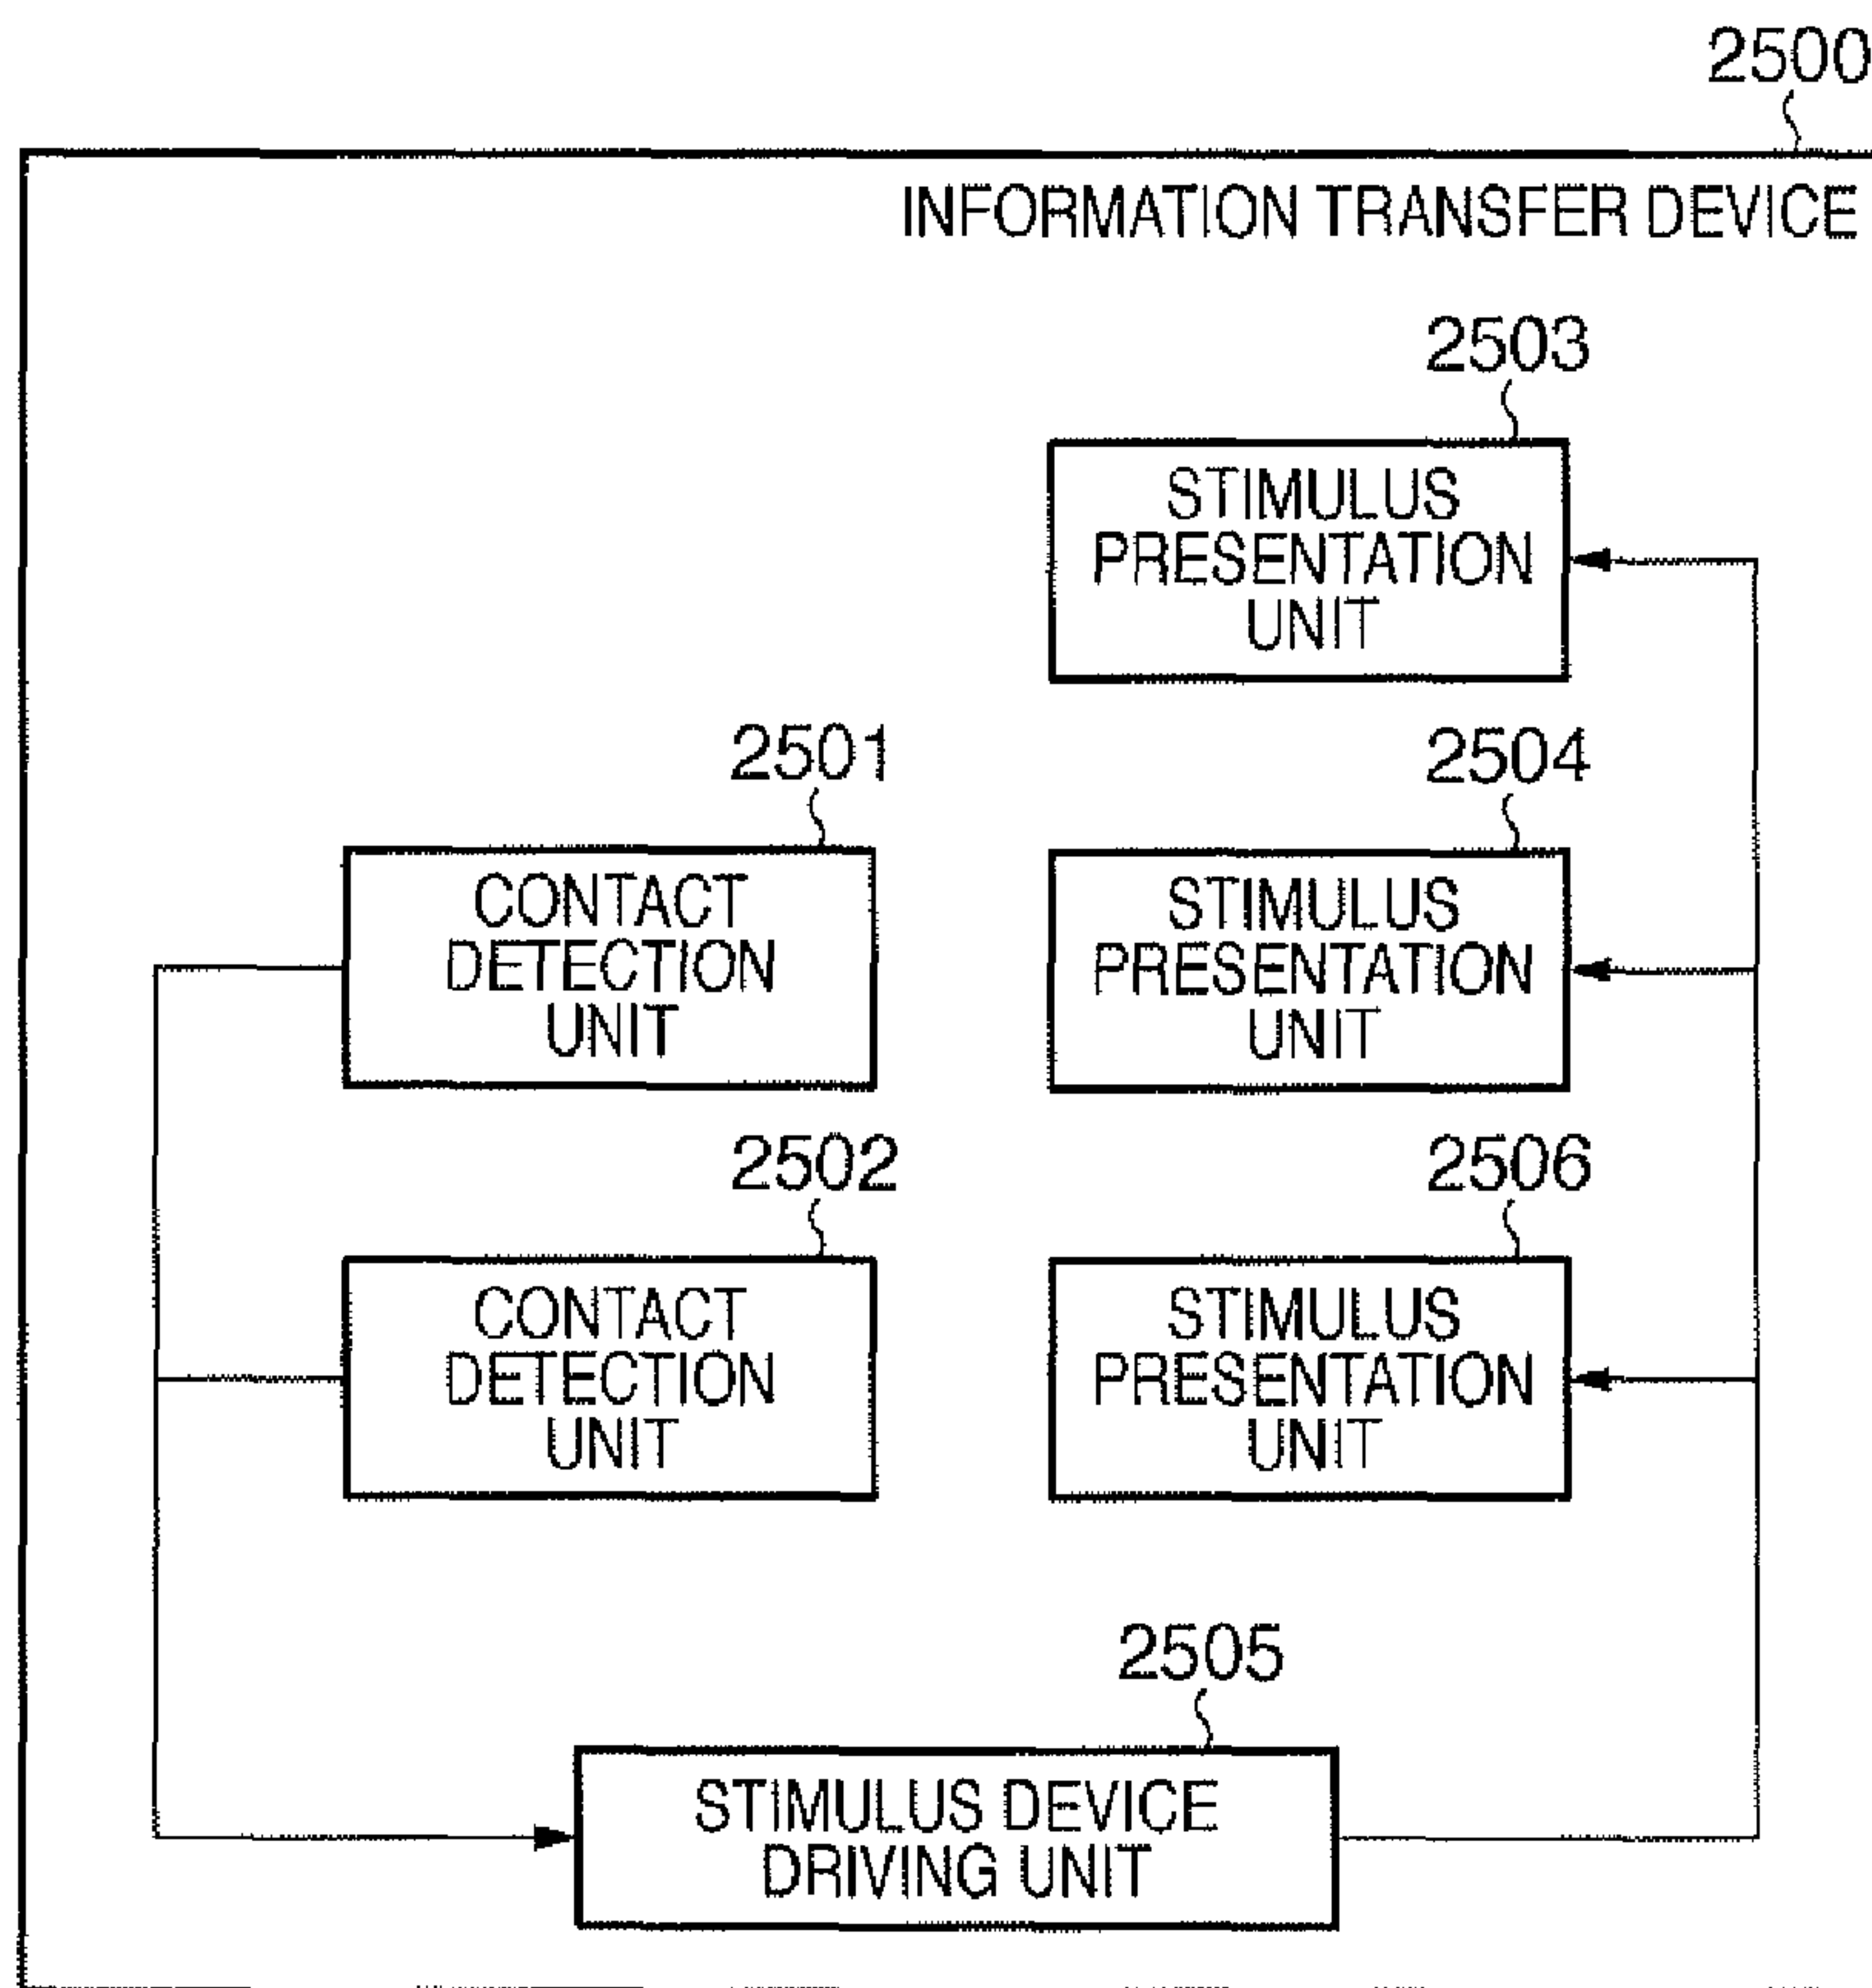 2500
INFORMATION TRANSFER DEVICE
2503
STIMULUS
PRESENTATION
UNIT
2501
CONTACT
DETECTION
UNIT
2504
STIMULUS
PRESENTATION
UNIT
2502
CONTACT
DETECTION
UNIT
2506
STIMULUS
PRESENTATION
UNIT
2505
STIMULUS DEVICE
DRIVING UNIT